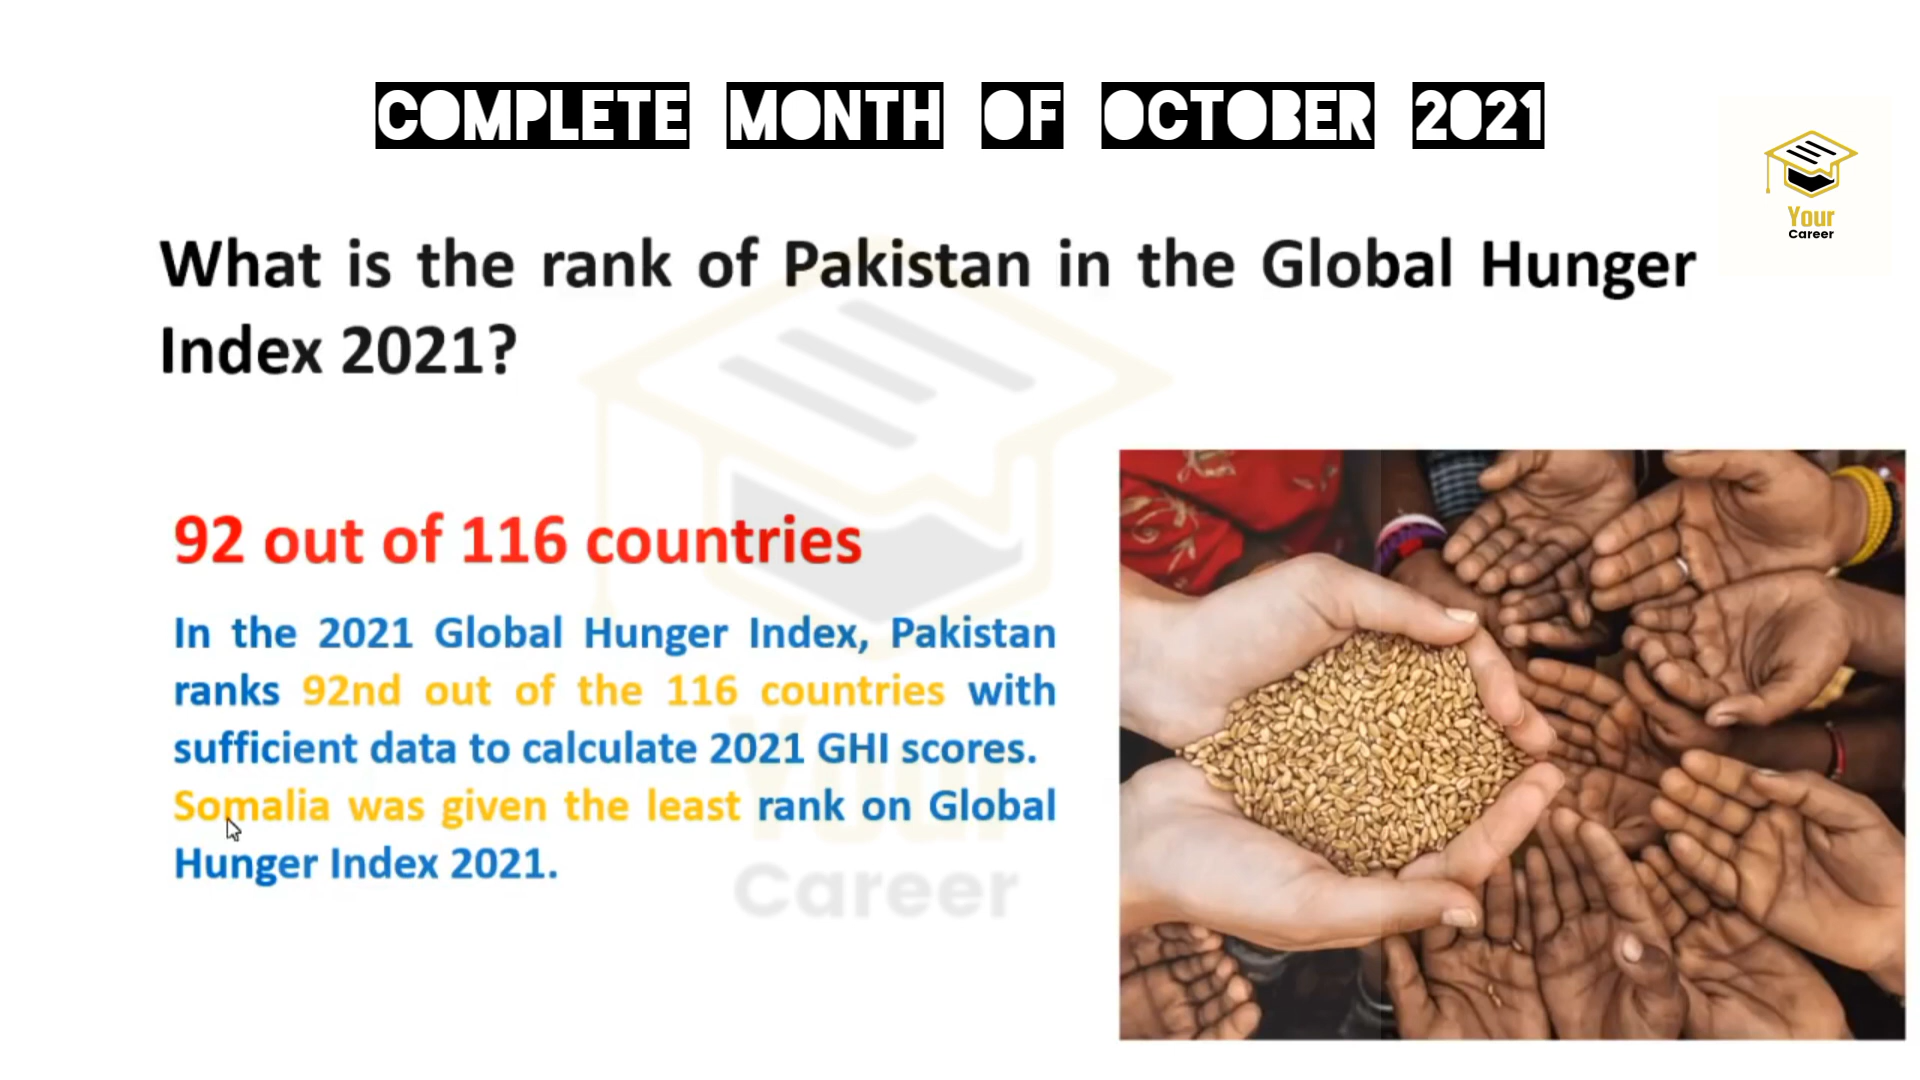 COMPLETE MONTH OF OCTOBER 2021
Your
Career
What is the rank of Pakistan in the Global Hunger
Index 2021?
92 out of 116 countries
In the 2021 Global Hunger Index, Pakistan
ranks 92nd out of the 116 countries with
sufficient data to calculate 2021 GHI scores.
Somalia was given the least rank on Global
Hunger Index 2021.
Your
Career